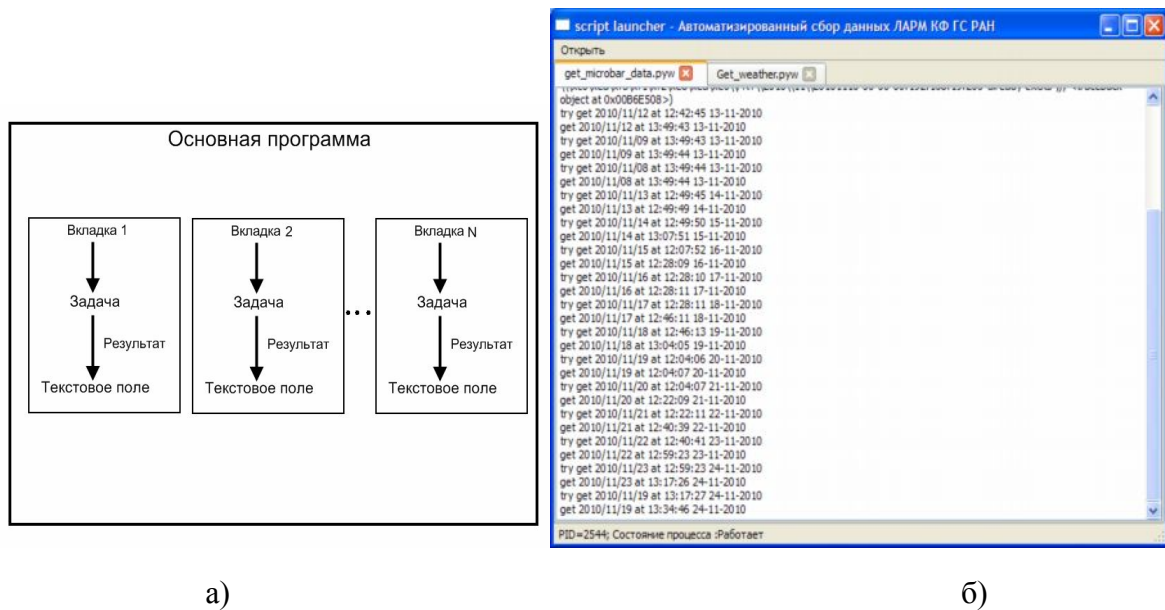 Основная программа
Вкладка 1
Задача
Результат
Текстовое поле
Вкладка 2
Задача
Результат
Текстовое поле
...
Вкладка N
Задача
Результат
Текстовое поле
а)
script launcher - Автоматизированный сбор данных ЛАРМ КФ ГС РАН
Открыть
get_microbar_data.pyw Get_weather.pyw
object at 0x00B6E508>)
try get 2010/11/12 at 12:42:45 13-11-2010
get 2010/11/12 at 13:49:43 13-11-2010
try get 2010/11/09 at 13:49:43 13-11-2010
get 2010/11/09 at 13:49:44 13-11-2010
try get 2010/11/08 at 13:49:44 13-11-2010
get 2010/11/08 at 13:49:44 13-11-2010
try get 2010/11/13 at 12:49:45 14-11-2010
get 2010/11/13 at 12:49:49 14-11-2010
try get 2010/11/14 at 12:49:50 15-11-2010
get 2010/11/14 at 13:07:51 15-11-2010
try get 2010/11/15 at 12:07:52 16-11-2010
get 2010/11/15 at 12:28:09 16-11-2010
try get 2010/11/16 at 12:28:10 17-11-2010
get 2010/11/16 at 12:28:11 17-11-2010
try get 2010/11/17 at 12:28:11 18-11-2010
get 2010/11/17 at 12:46:11 18-11-2010
try get 2010/11/18 at 12:46:13 19-11-2010
get 2010/11/18 at 13:04:05 19-11-2010
try get 2010/11/19 at 12:04:06 20-11-2010
get 2010/11/19 at 12:04:07 20-11-2010
try get 2010/11/20 at 12:04:07 21-11-2010
get 2010/11/20 at 12:22:09 21-11-2010
try get 2010/11/21 at 12:22:11 22-11-2010
get 2010/11/21 at 12:40:39 22-11-2010
try get 2010/11/22 at 12:40:41 23-11-2010
get 2010/11/22 at 12:59:23 23-11-2010
try get 2010/11/23 at 12:59:23 24-11-2010
get 2010/11/23 at 13:17:26 24-11-2010
try get 2010/11/19 at 13:17:27 24-11-2010
get 2010/11/19 at 13:34:46 24-11-2010
PID=2544; Состояние процесса :Работает
б)